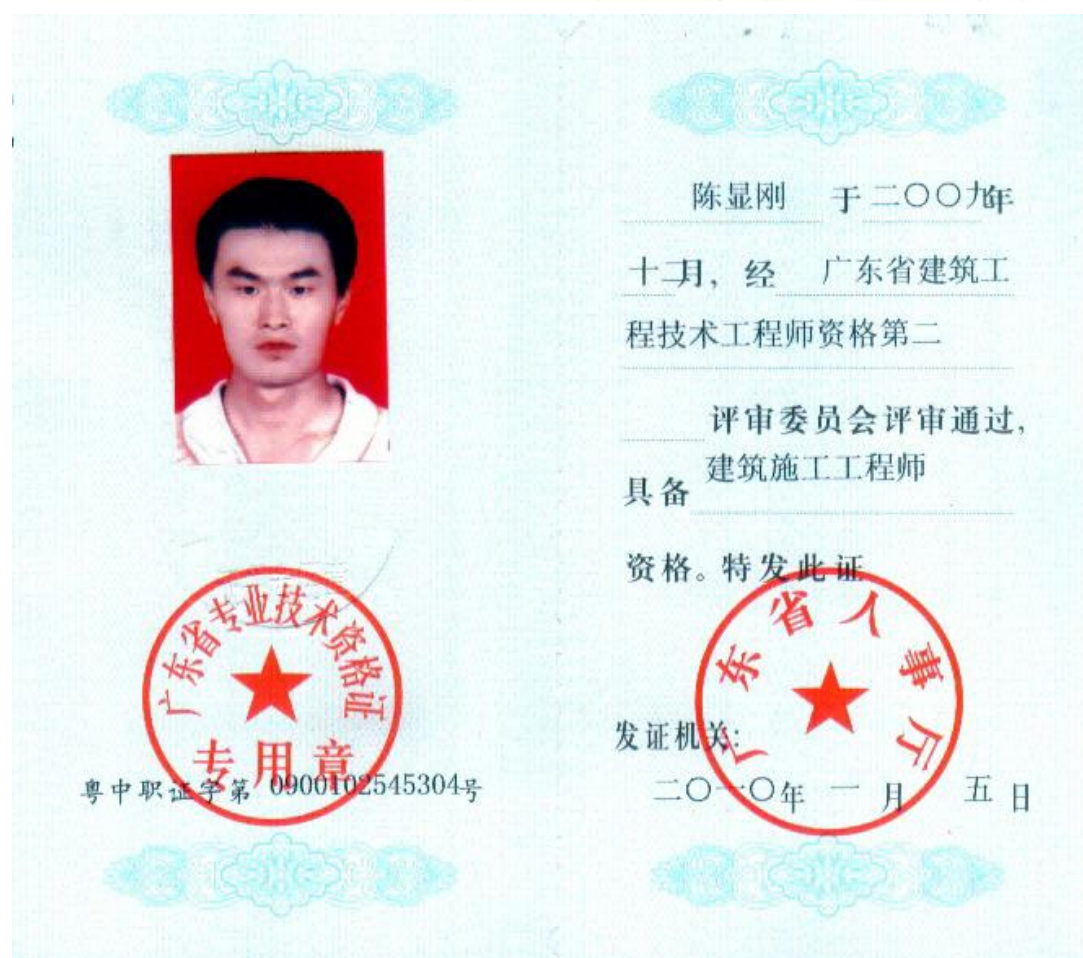 广东省专业技术资格证
专用章
粤中职证字第 0900102545304号
陈显刚 于二〇〇九年
十二月，经 广东省建筑工
程技术工程师资格第二
评审委员会评审通过，
具备 建筑施工工程师
资格。特发此证
广东省人事厅
发证机关：
二〇一〇年 一 月 五 日